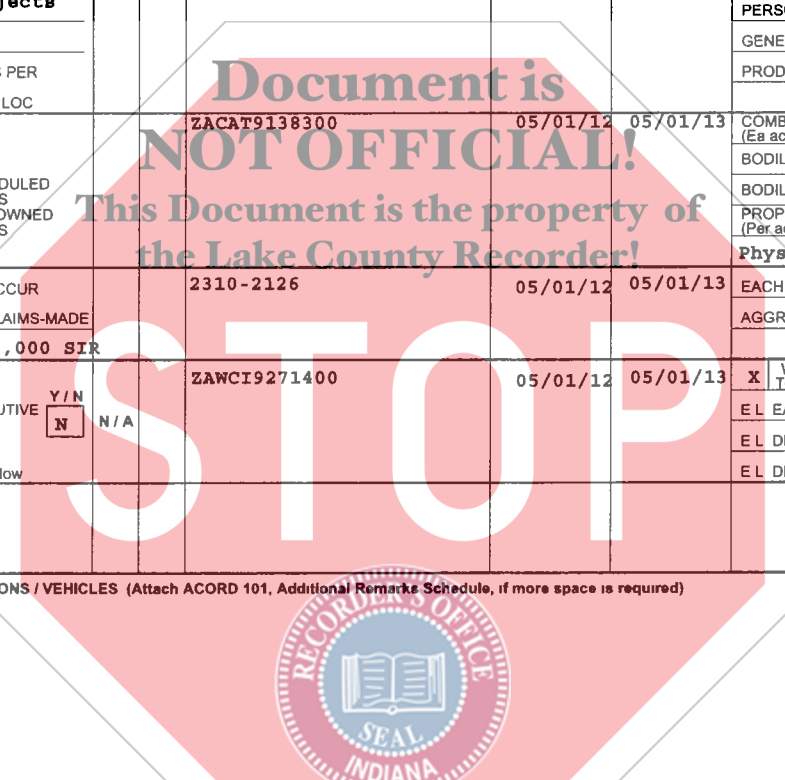 jects
PERS
GENE
S PER
PROD
LOC
Document is
NOT OFFICIAL!
This Document is the property of
the Lake County Recorder!
ZACAT9138300 05/01/12 05/01/13 COMB
(Ea ac
BODIL
DULED
S
BODIL
OWNED
S
PROP
(Per a
Phys
CCUR 2310-2126 05/01/12 05/01/13 EACH
LAIMS-MADE AGGR
,000 SIR
STOP
ZAWCI9271400 05/01/12 05/01/13 X
Y/N
UTIVE N N/A E L EA
E L D
low E L D
ONS / VEHICLES (Attach ACORD 101, Additional Remarks Schedule, if more space is required)
RECORDER'S OFFICE
SEAL
INDIANA